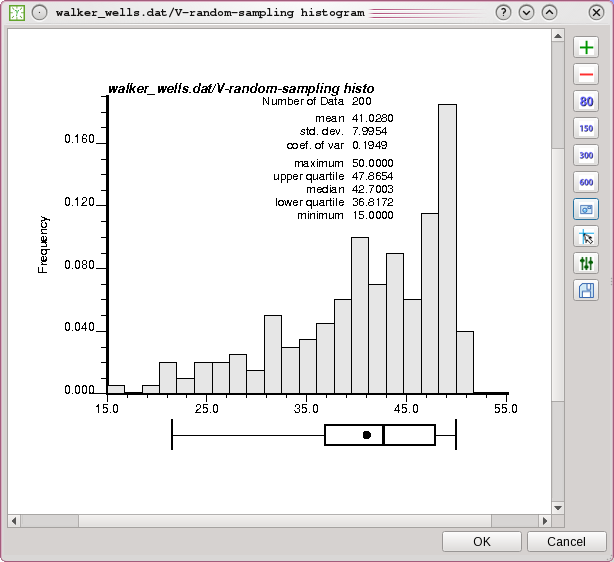 walker_wells.dat/V-random-sampling histogram
walker_wells.dat/V-random-sampling histo
Number of Data 200
mean 41.0280
std. dev. 7.9954
coef. of var 0.1949
maximum 50.0000
upper quartile 47.8654
median 42.7003
lower quartile 36.8172
minimum 15.0000
Frequency
0.160
0.120
0.080
0.040
0.000
15.0 25.0 35.0 45.0 55.0
80
150
300
600
OK Cancel